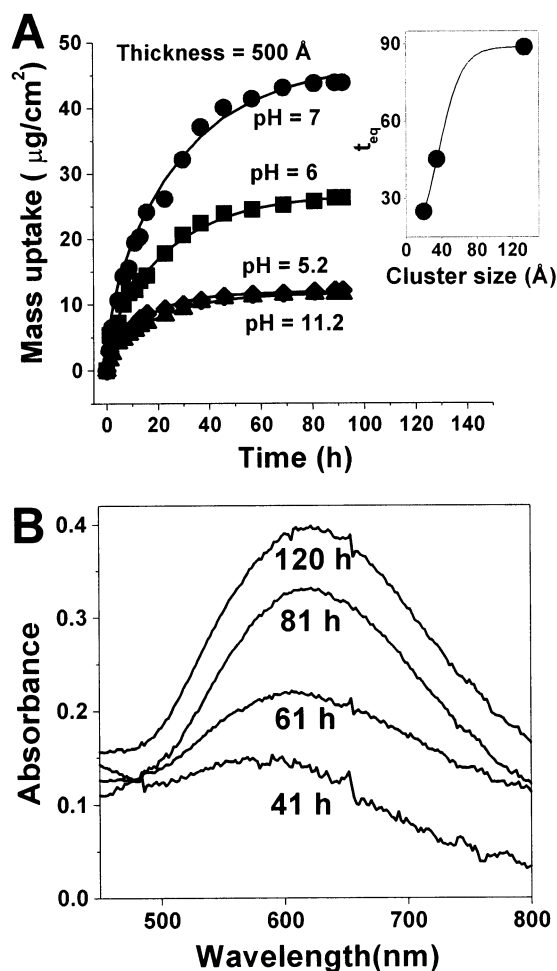 A
Thickness = 500 Å
pH = 7
pH = 6
pH = 5.2
pH = 11.2
Mass uptake ( μg/cm²)
50
40
30
20
10
0
0 20 40 60 80 100 120 140
Time (h)
t_eq
90
60
30
0 40 80 120
Cluster size (Å)
B
120 h
81 h
61 h
41 h
Absorbance
0.4
0.3
0.2
0.1
0.0
500 600 700 800
Wavelength(nm)